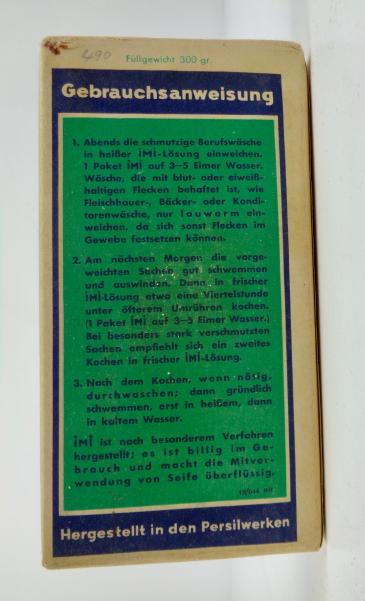 490
Füllgewicht 300 gr.
Gebrauchsanweisung
1. Abends die schmutzige Berufswäsche
in heißer iMi-Lösung einweichen.
1 Paket iMi auf 3–5 Eimer Wasser.
Wäsche, die mit blut- oder eiweiß-
haltigen Flecken behaftet ist, wie
Fleischhauer-, Bäcker- oder Kondi-
torenwäsche, nur lauwarm ein-
weichen, da sich sonst Flecken im
Gewebe festsetzen können.
2. Am nächsten Morgen die vorge-
weichten Sachen gut schwemmen
und auswinden. Dann in frischer
iMi-Lösung etwa eine Viertelstunde
unter öfterem Umrühren kochen.
(1 Paket iMi auf 3–5 Eimer Wasser.)
Bei besonders stark verschmutzten
Sachen empfiehlt sich ein zweites
Kochen in frischer iMi-Lösung.
3. Nach dem Kochen, wenn nötig,
durchwaschen; dann gründlich
schwemmen, erst in heißem, dann
in kaltem Wasser.
iMi ist nach besonderem Verfahren
hergestellt; es ist billig im Ge-
brauch und macht die Mitver-
wendung von Seife überflüssig.
Hergestellt in den Persilwerken